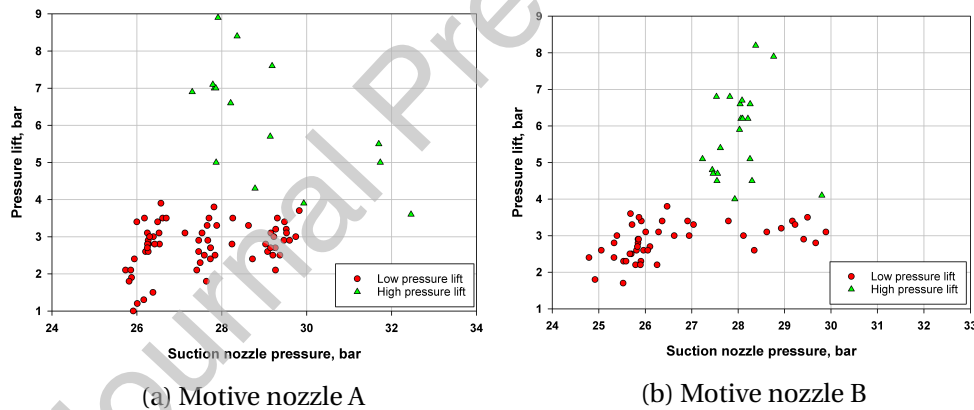 Journal Pre
9
8
7
6
5
4
3
2
1
Pressure lift, bar
24 26 28 30 32 34
Suction nozzle pressure, bar
Low pressure lift
High pressure lift
(a) Motive nozzle A
9
8
7
6
5
4
3
2
1
Pressure lift, bar
24 25 26 27 28 29 30 31 32 33
Suction nozzle pressure, bar
Low pressure lift
High pressure lift
(b) Motive nozzle B